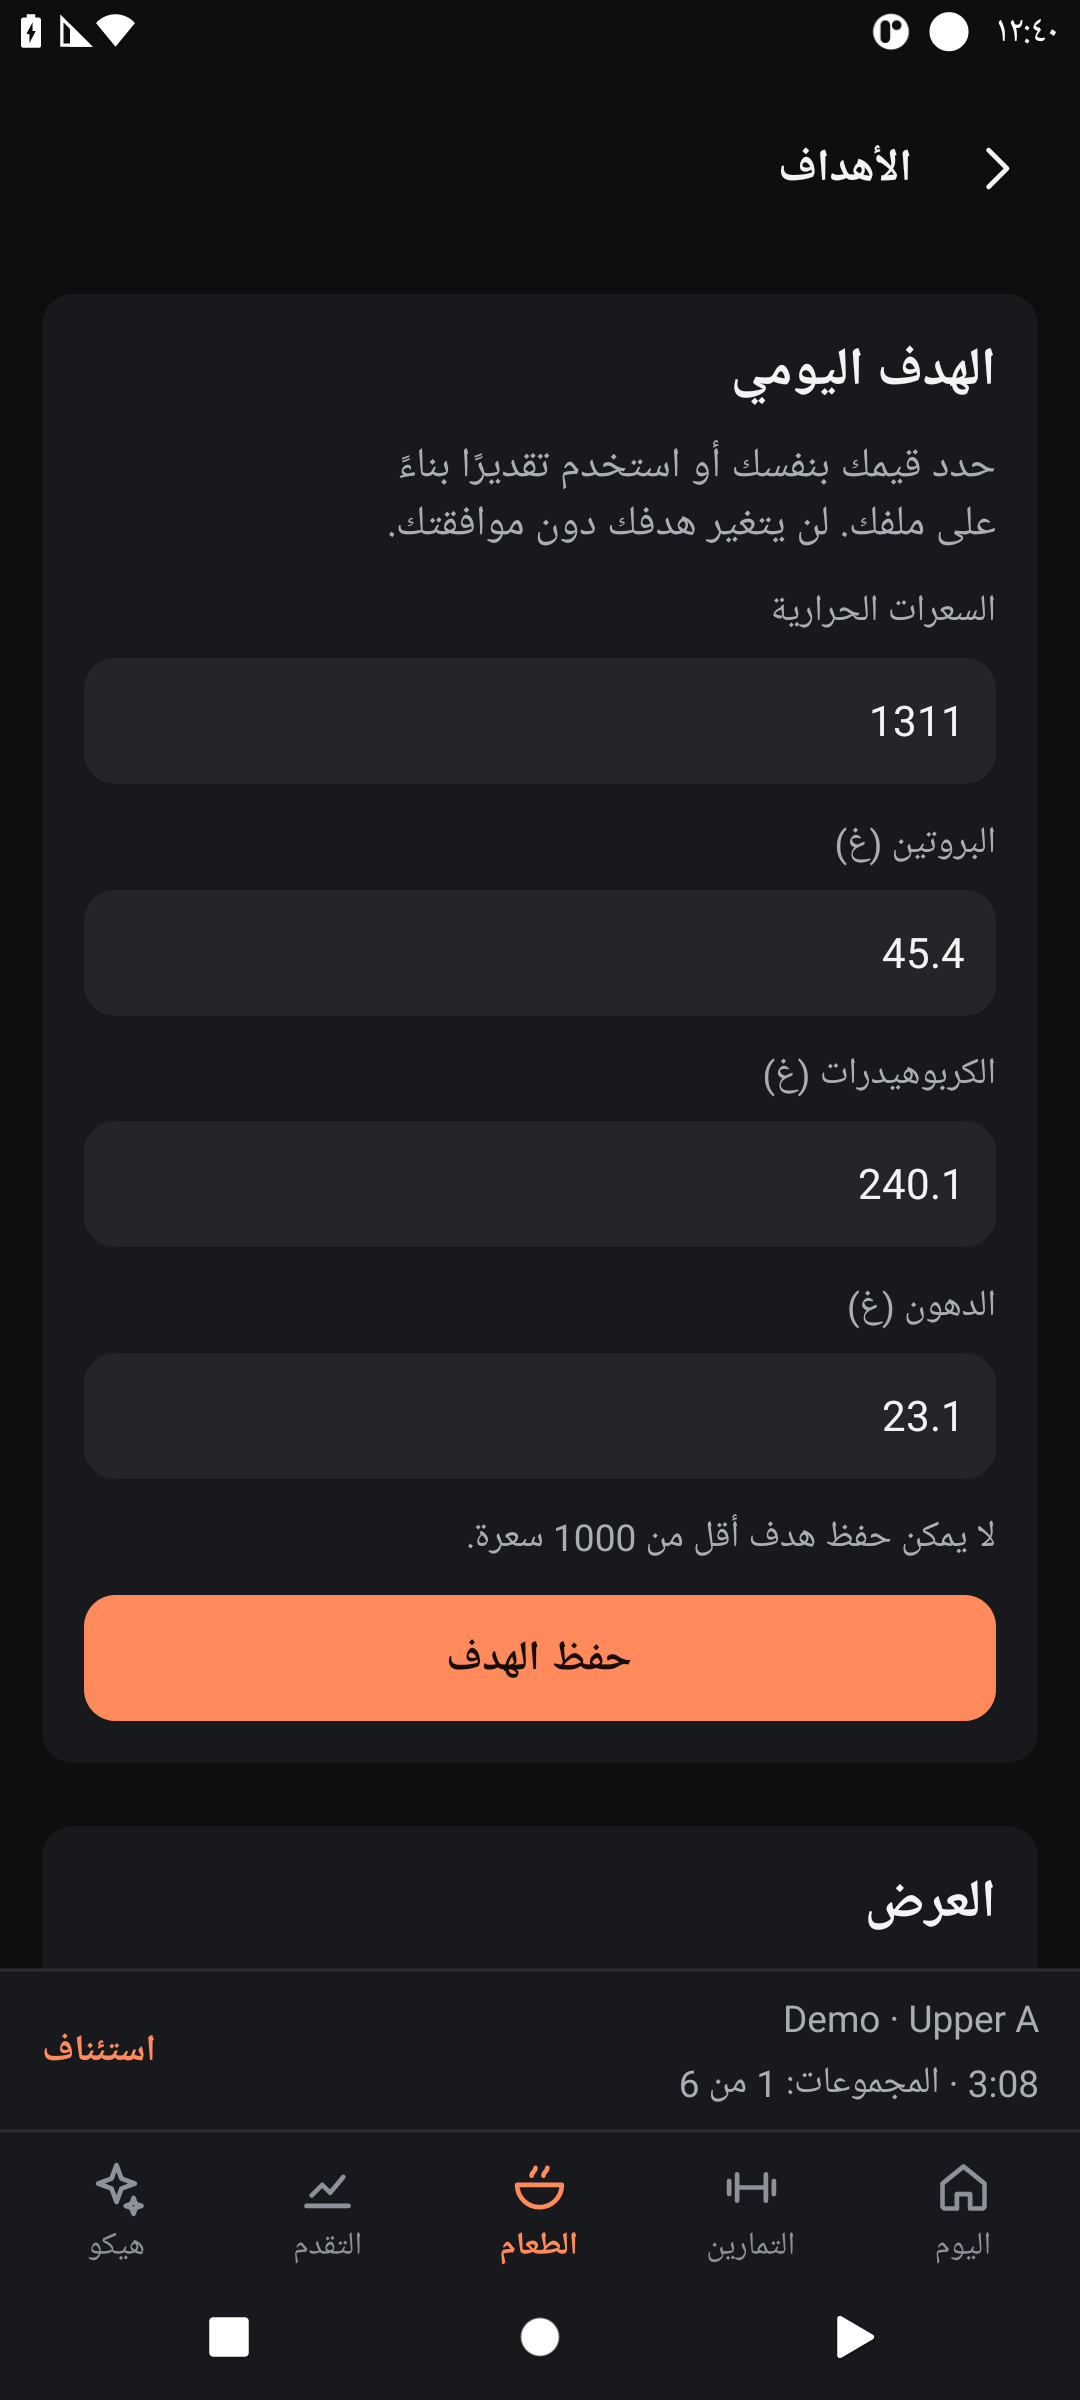 ١٢:٤٠
الأهداف
الهدف اليومي
حدد قيمك بنفسك أو استخدم تقديرًا بناءً
على ملفك. لن يتغير هدفك دون موافقتك.
السعرات الحرارية
1311
البروتين (غ)
45.4
الكربوهيدرات (غ)
240.1
الدهون (غ)
23.1
لا يمكن حفظ هدف أقل من 1000 سعرة.
حفظ الهدف
العرض
Demo · Upper A
3:08 · المجموعات: 1 من 6
استئناف
اليوم
التمارين
الطعام
التقدم
هيكو